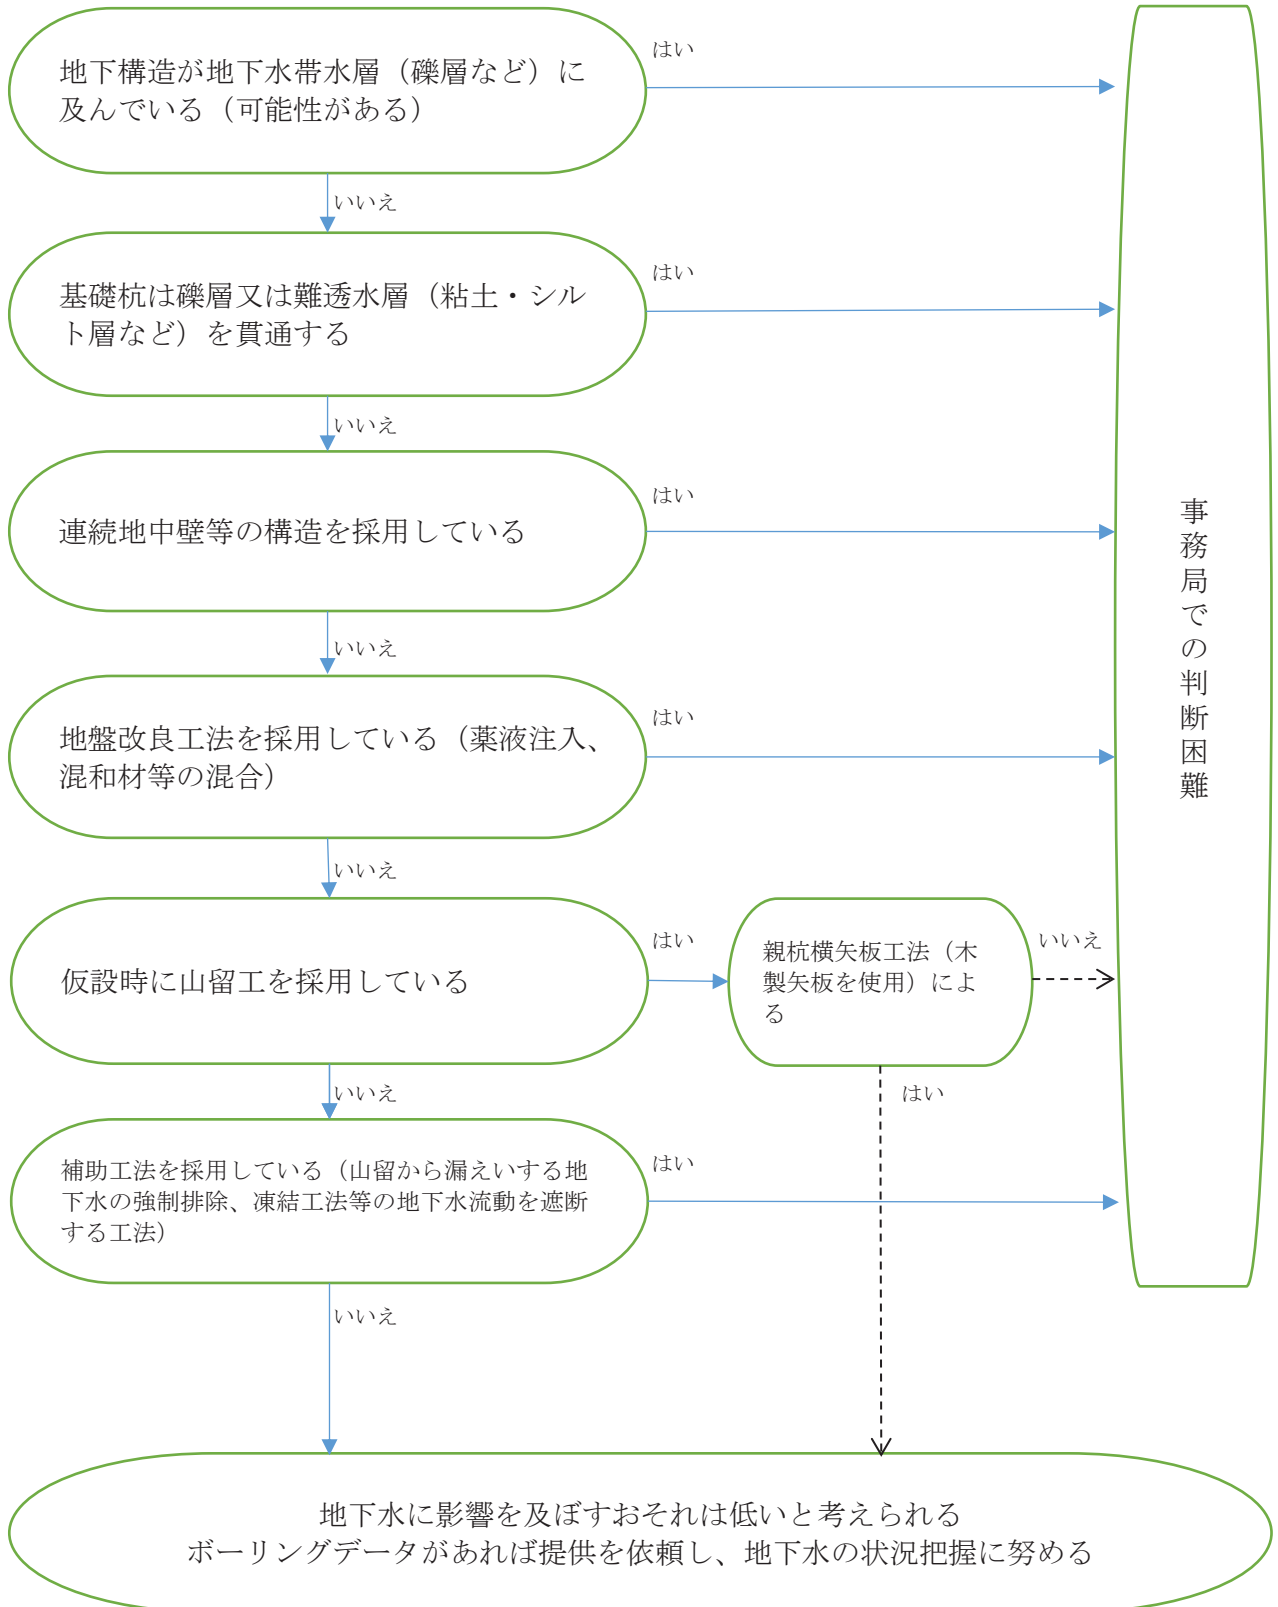 地下構造が地下水帯水層（礫層など）に
及んでいる（可能性がある）
はい
いいえ
基礎杭は礫層又は難透水層（粘土・シル
ト層など）を貫通する
はい
いいえ
連続地中壁等の構造を採用している
はい
いいえ
地盤改良工法を採用している（薬液注入、
混和材等の混合）
はい
いいえ
仮設時に山留工を採用している
はい
親杭横矢板工法（木
製矢板を使用）によ
る
いいえ
はい
いいえ
補助工法を採用している（山留から漏えいする地
下水の強制排除、凍結工法等の地下水流動を遮断
する工法）
はい
いいえ
事務局での判断困難
地下水に影響を及ぼすおそれは低いと考えられる
ボーリングデータがあれば提供を依頼し、地下水の状況把握に努める